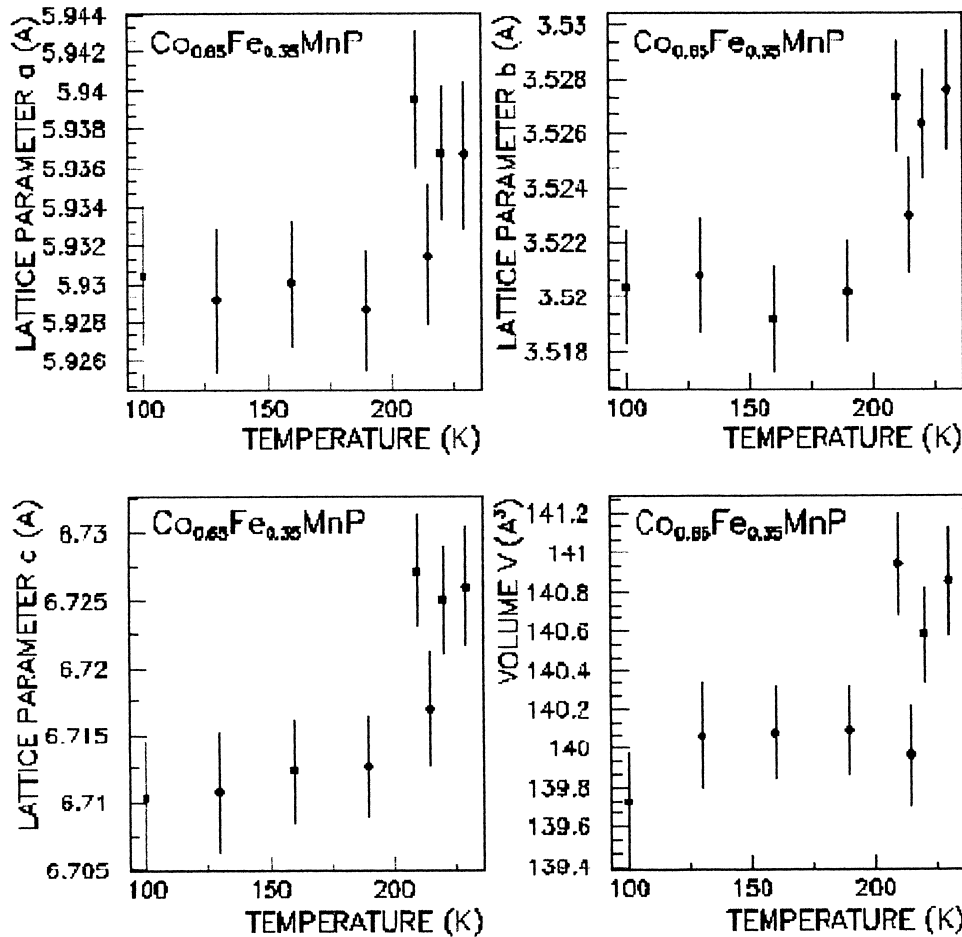 LATTICE PARAMETER a (A)
5.944
5.942
5.94
5.938
5.936
5.934
5.932
5.93
5.928
5.926
Co0.65Fe0.35MnP
100 150 200
TEMPERATURE (K)
LATTICE PARAMETER b (A)
3.53
3.528
3.526
3.524
3.522
3.52
3.518
Co0.65Fe0.35MnP
100 150 200
TEMPERATURE (K)
LATTICE PARAMETER c (A)
6.73
6.725
6.72
6.715
6.71
6.705
Co0.65Fe0.35MnP
100 150 200
TEMPERATURE (K)
VOLUME V (A³)
141.2
141
140.8
140.6
140.4
140.2
140
139.8
139.6
139.4
Co0.65Fe0.35MnP
100 150 200
TEMPERATURE (K)